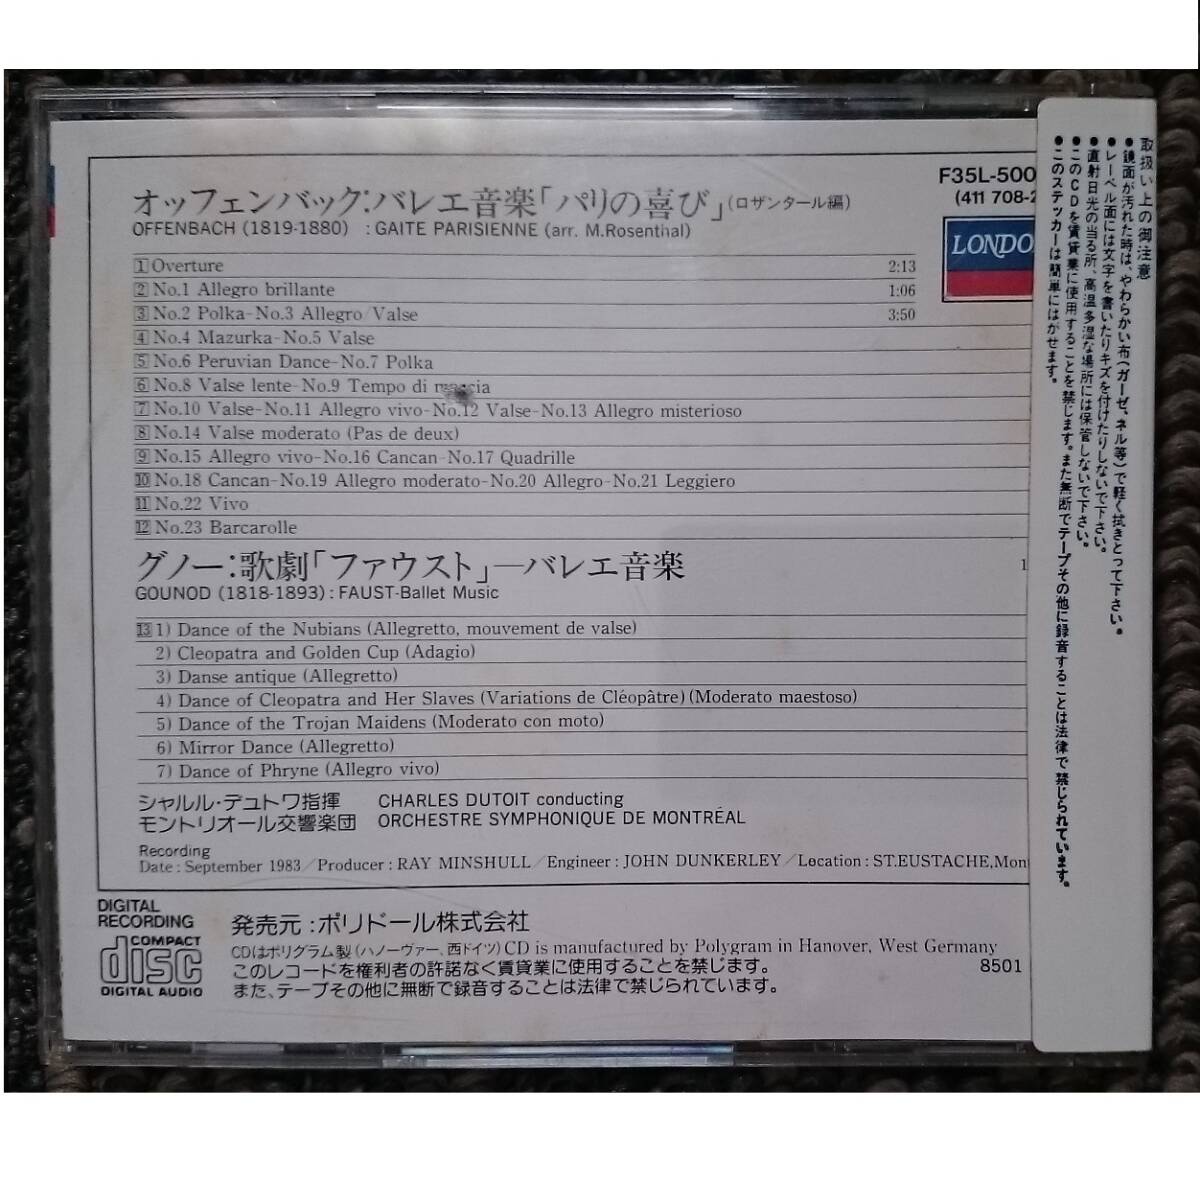 オッフェンバック:バレエ音楽「パリの喜び」(ロザンタール編)
OFFENBACH (1819-1880) : GAITE PARISIENNE (arr. M.Rosenthal)
1 Overture 2:13
2 No.1 Allegro brillante 1:06
3 No.2 Polka-No.3 Allegro/Valse 3:50
4 No.4 Mazurka-No.5 Valse
5 No.6 Peruvian Dance-No.7 Polka
6 No.8 Valse lente-No.9 Tempo di
7 No.10 Valse-No.11 Allegro vivo-No.12 Valse-No.13 Allegro misterioso
8 No.14 Valse moderato (Pas de deux)
9 No.15 Allegro vivo-No.16 Cancan-No.17 Quadrille
10 No.18 Cancan-No.19 Allegro moderato-No.20 Allegro-No.21 Leggiero
11 No.22 Vivo
12 No.23 Barcarolle
グノー:歌劇「ファウスト」—バレエ音楽 1
GOUNOD (1818-1893) : FAUST-Ballet Music
13 1) Dance of the Nubians (Allegretto, mouvement de valse)
2) Cleopatra and Golden Cup (Adagio)
3) Danse antique (Allegretto)
4) Dance of Cleopatra and Her Slaves (Variations de Cléopâtre) (Moderato maestoso)
5) Dance of the Trojan Maidens (Moderato con moto)
6) Mirror Dance (Allegretto)
7) Dance of Phryne (Allegro vivo)
シャルル・デュトワ指揮 CHARLES DUTOIT conducting
モントリオール交響楽団 ORCHESTRE SYMPHONIQUE DE MONTRÉAL
Recording
Date : September 1983/Producer : RAY MINSHULL/Engineer : JOHN DUNKERLEY/Location : ST.EUSTACHE,Mon
F35L-500
(411 708-2
LONDO
DIGITAL
RECORDING
COMPACT
disc
DIGITAL AUDIO
発売元:ポリドール株式会社
CDはポリグラム製(ハノーヴァー、西ドイツ)CD is manufactured by Polygram in Hanover, West Germany
このレコードを権利者の許諾なく賃貸業に使用することを禁じます。 8501
また、テープその他に無断で録音することは法律で禁じられています。
取扱い上の御注意
●鏡面が汚れた時は、やわらかい布(ガーゼ、ネル等)で軽く拭きとって下さい。
●レーベル面には文字を書いたりキズを付けたりしないで下さい。
●直射日光の当る所、高温多湿な場所には保管しないで下さい。
●このCDを賃貸業に使用することを禁じます。また無断でテープその他に録音することは法律で禁じられています。
●このステッカーは簡単にはがせます。